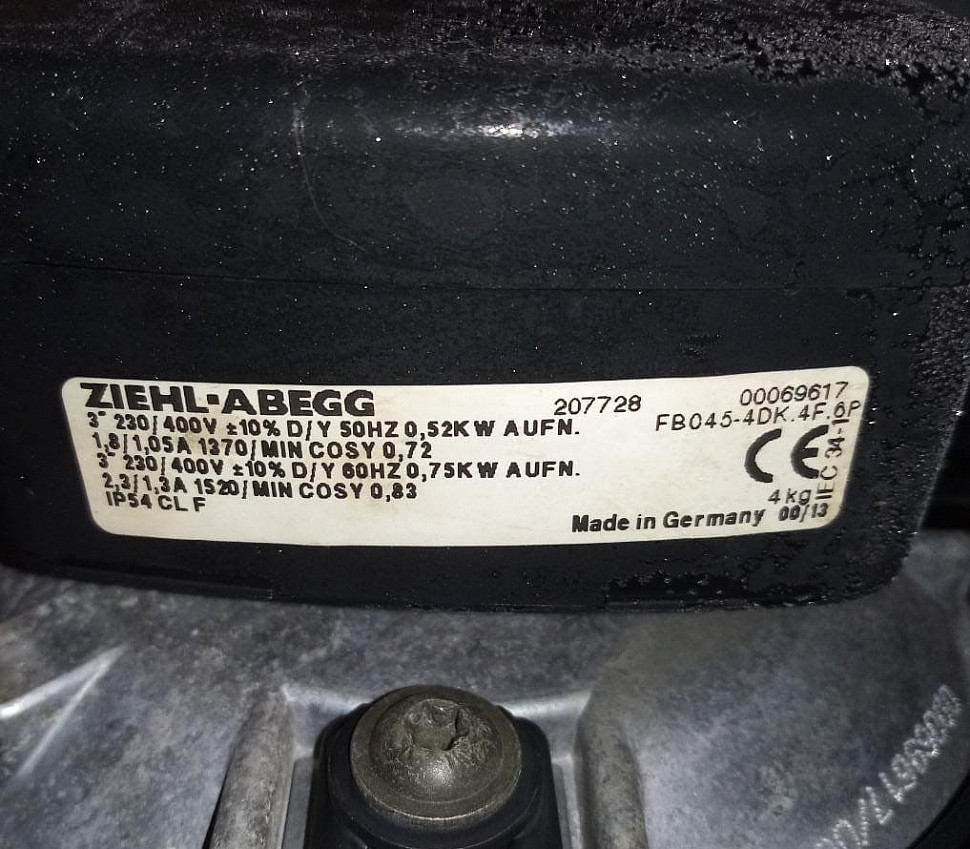 ZIEHL-ABEGG
207728
00069617
FB045-4DK.4F.6P
3~ 230/400V ±10% D/Y 50HZ 0,52KW AUFN.
1,8/1,05A 1370/MIN COSY 0,72
3~ 230/400V ±10% D/Y 60HZ 0,75KW AUFN.
2,3/1,3A 1520/MIN COSY 0,83
IP54 CL F
CE
IEC 34-1
4kg
Made in Germany 00/13